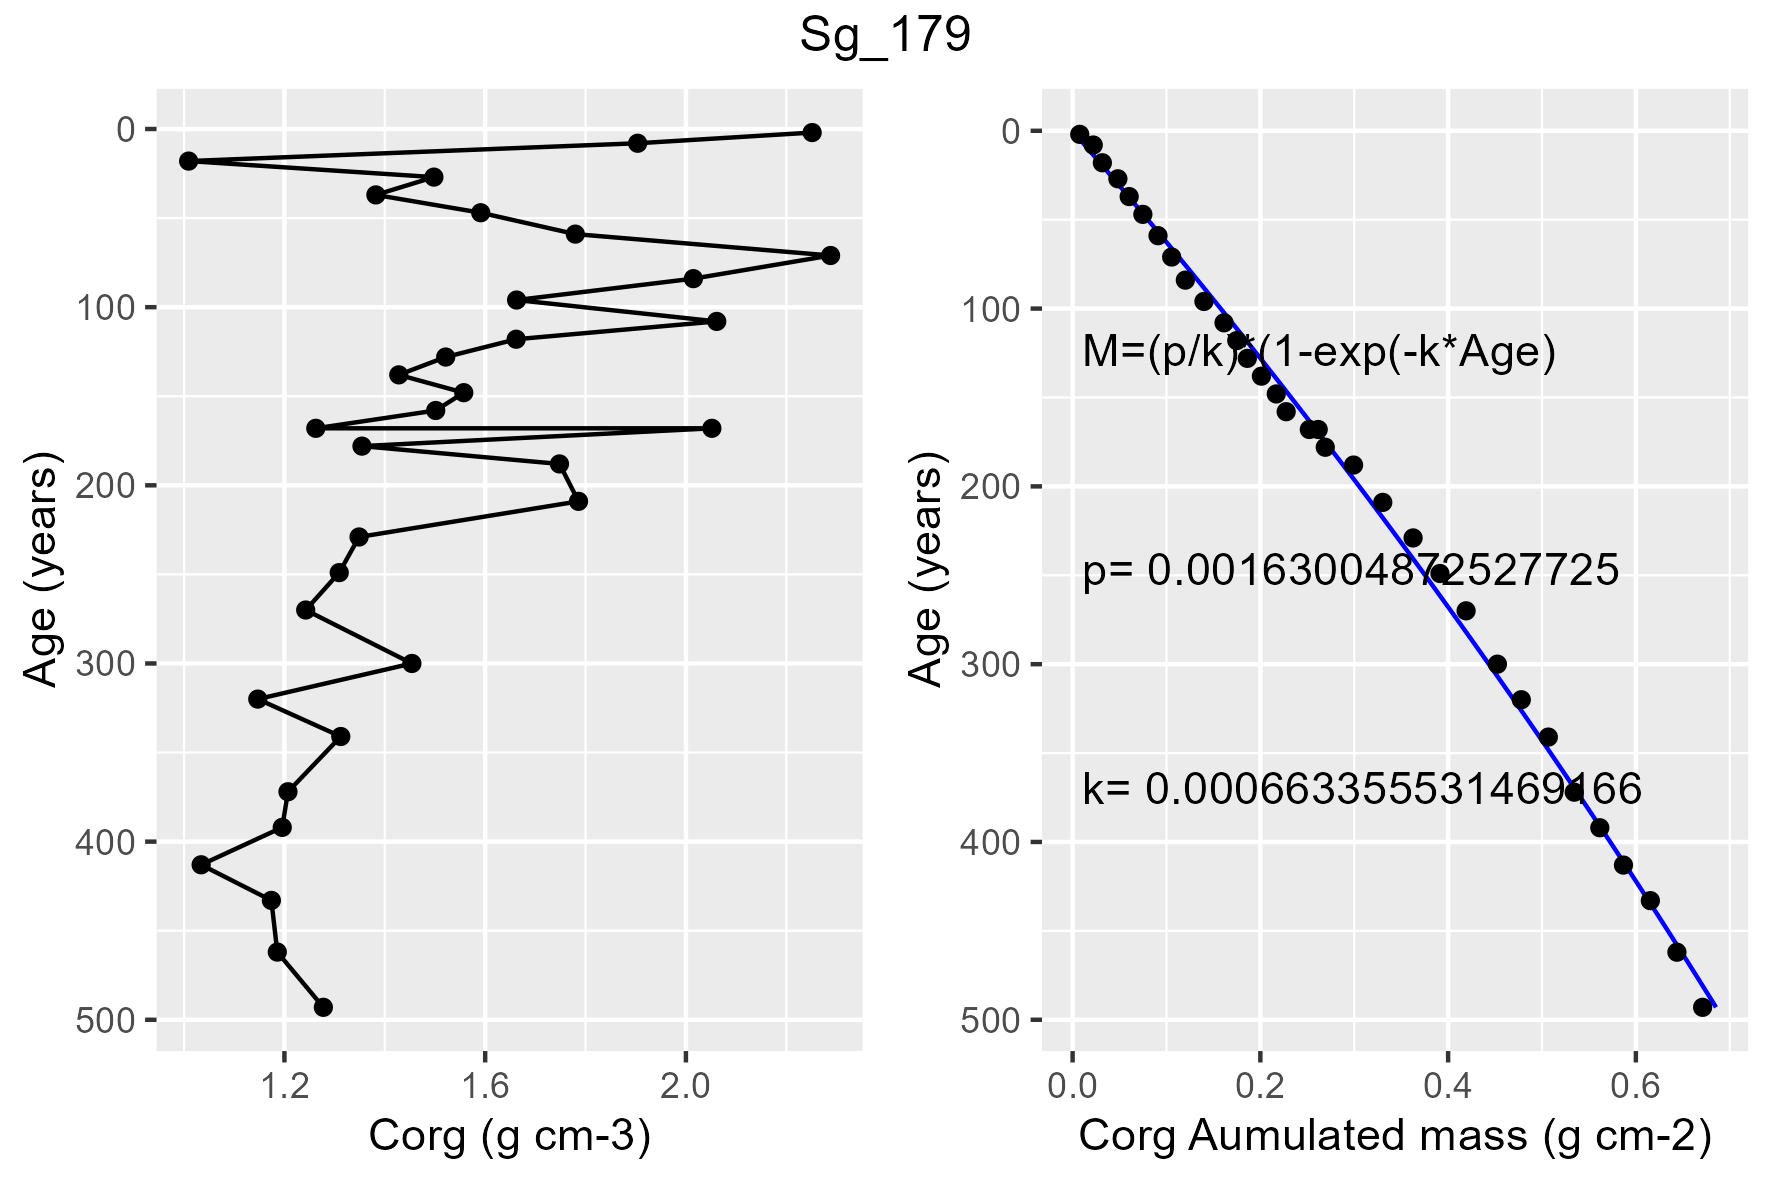 Sg_179
0
100
200
300
400
500
Age (years)
1.2 1.6 2.0
Corg (g cm-3)
0
100
200
300
400
500
Age (years)
M=(p/k)*(1-exp(-k*Age)
p= 0.00163004872527725
k= 0.000663355531469166
0.0 0.2 0.4 0.6
Corg Aumulated mass (g cm-2)